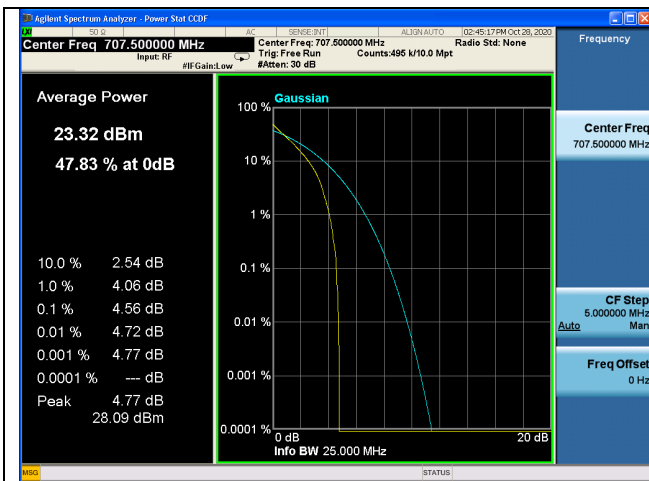 Agilent Spectrum Analyzer - Power Stat CCDF
LXI 50 Ω AC SENSE:INT ALIGN AUTO 02:45:17 PM Oct 28, 2020
Center Freq 707.500000 MHz
Input: RF
#IFGain:Low
Center Freq: 707.500000 MHz
Radio Std: None
Trig: Free Run Counts:495 k/10.0 Mpt
#Atten: 30 dB
Average Power
23.32 dBm
47.83 % at 0dB
10.0 % 2.54 dB
1.0 % 4.06 dB
0.1 % 4.56 dB
0.01 % 4.72 dB
0.001 % 4.77 dB
0.0001 % --- dB
Peak 4.77 dB
28.09 dBm
Gaussian
100 %
10 %
1 %
0.1 %
0.01 %
0.001 %
0.0001 %
0 dB 20 dB
Info BW 25.000 MHz
Frequency
Center Freq
707.500000 MHz
CF Step
5.000000 MHz
Auto Man
Freq Offset
0 Hz
MSG STATUS